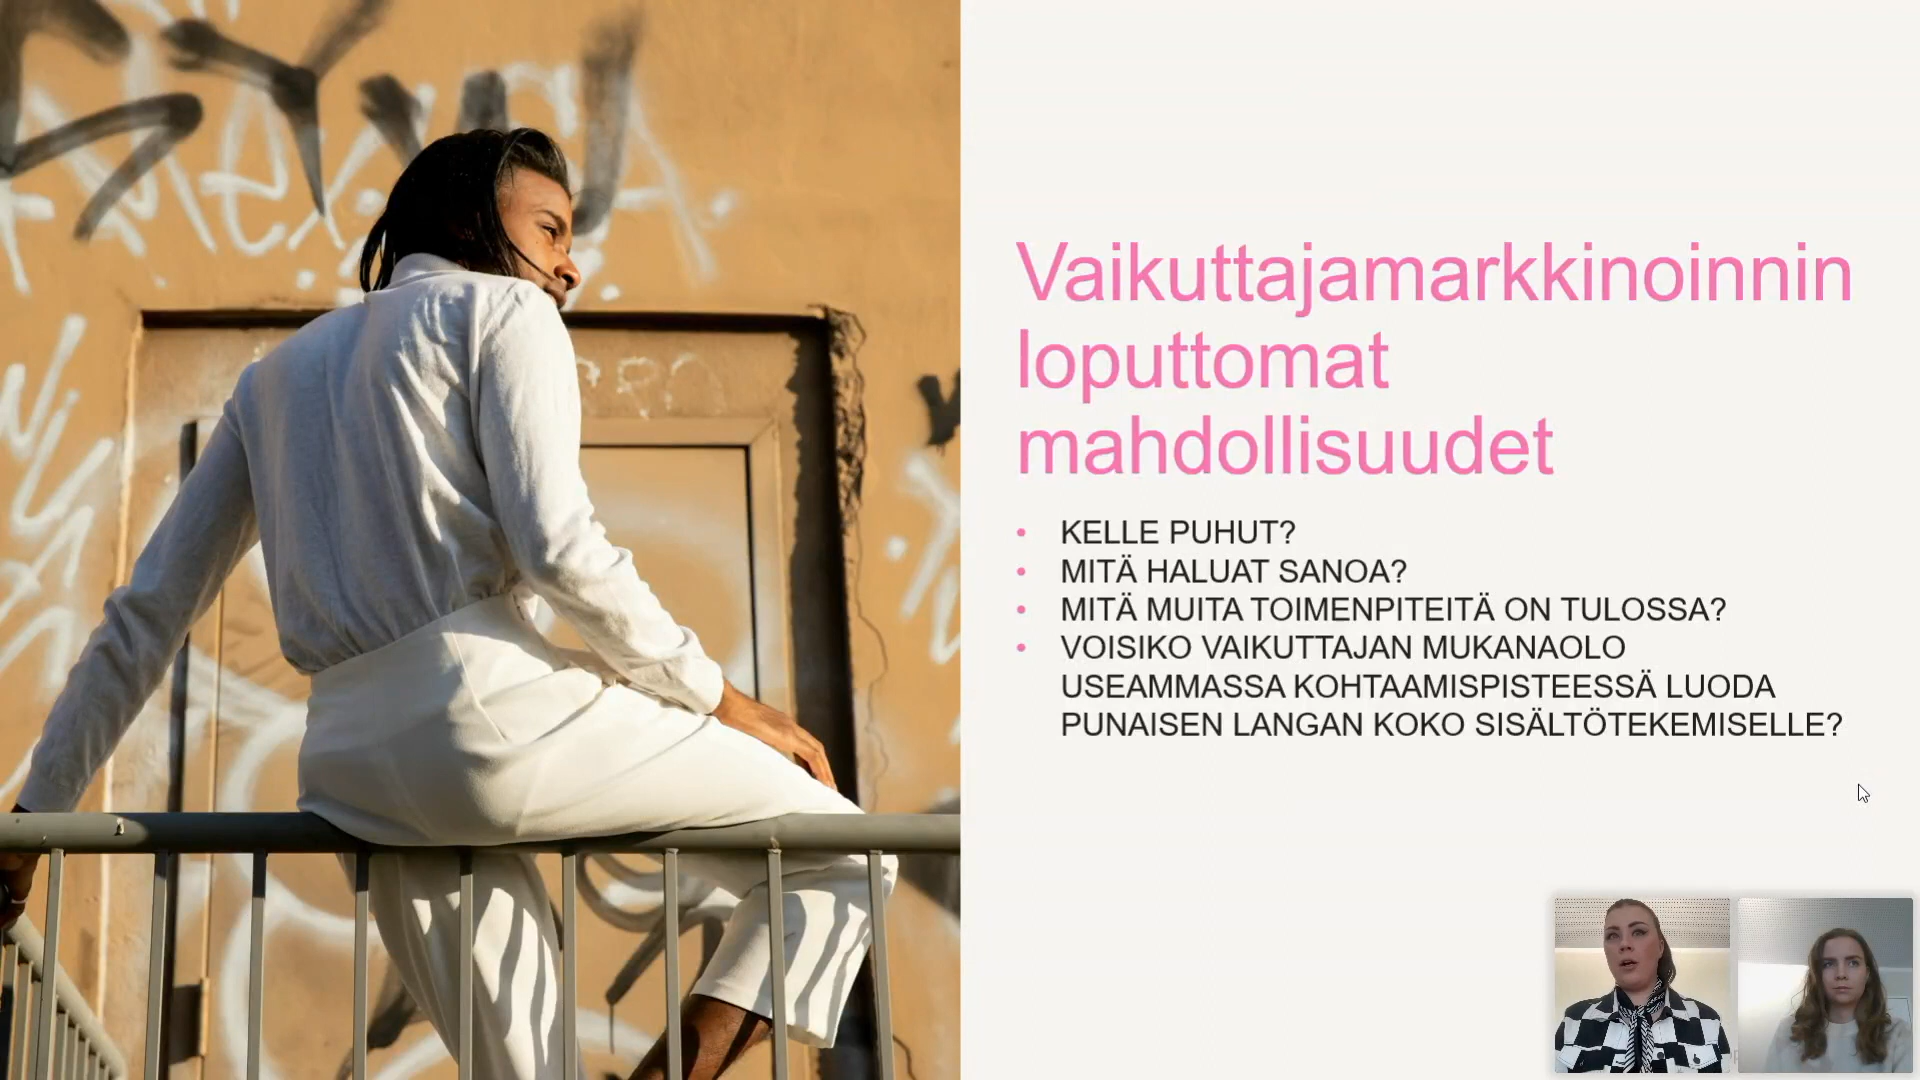 Vaikuttajamarkkinoinnin
loputtomat
mahdollisuudet
• KELLE PUHUT?
• MITÄ HALUAT SANOA?
• MITÄ MUITA TOIMENPITEITÄ ON TULOSSA?
• VOISIKO VAIKUTTAJAN MUKANAOLO
USEAMMASSA KOHTAAMISPISTEESSÄ LUODA
PUNAISEN LANGAN KOKO SISÄLTÖTEKEMISELLE?